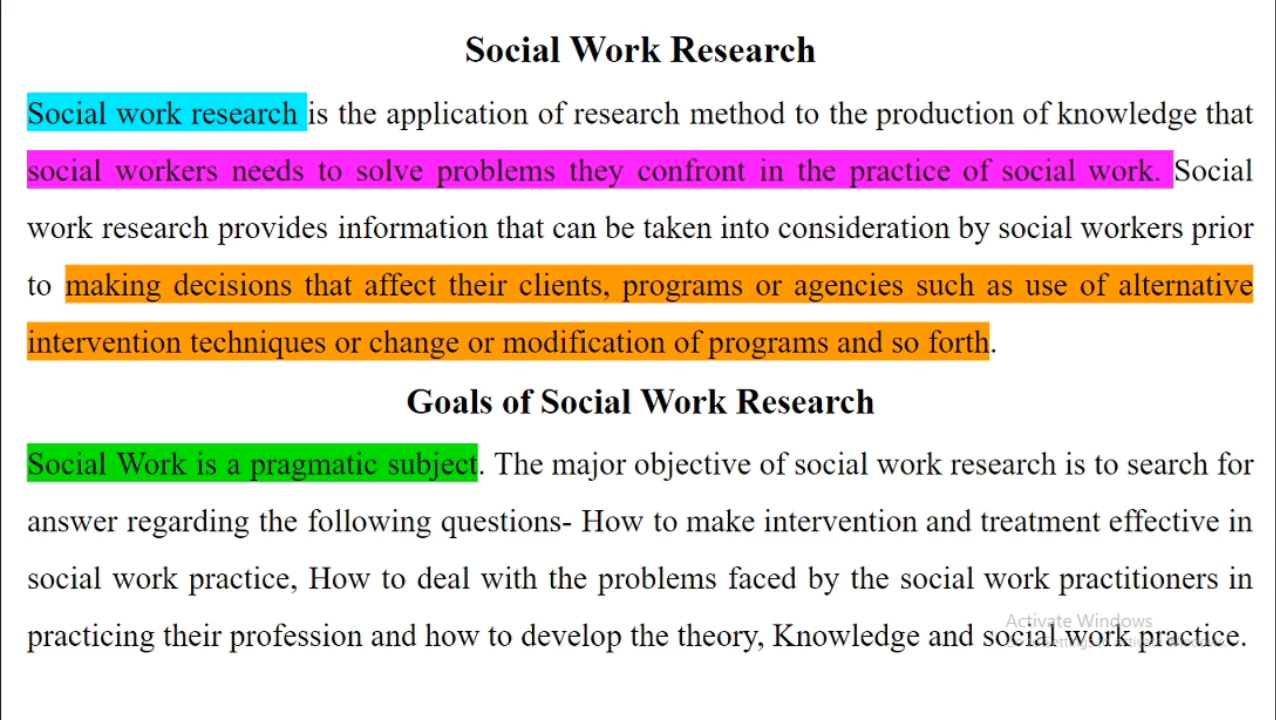 Social Work Research
Social work research is the application of research method to the production of knowledge that
social workers needs to solve problems they confront in the practice of social work. Social
work research provides information that can be taken into consideration by social workers prior
to making decisions that affect their clients, programs or agencies such as use of alternative
intervention techniques or change or modification of programs and so forth.
Goals of Social Work Research
Social Work is a pragmatic subject. The major objective of social work research is to search for
answer regarding the following questions- How to make intervention and treatment effective in
social work practice, How to deal with the problems faced by the social work practitioners in
Activate Windows
practicing their profession and how to develop the theory, Knowledge and social work practice.